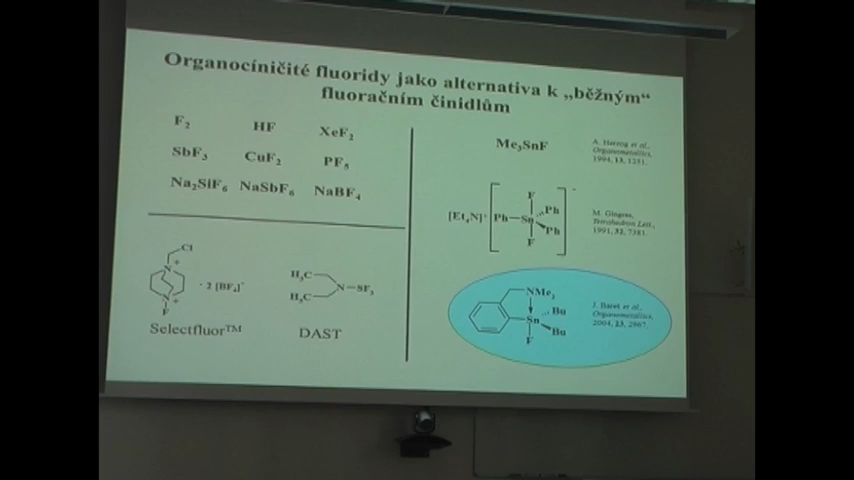 Organocíničité fluoridy jako alternativa k „běžným“
fluoračním činidlům
F2 HF XeF2
SbF3 CuF2 PF5
Na2SiF6 NaSbF6 NaBF4
Cl
N +
N +
F
· 2 [BF4]-
Selectfluor™
H3C
H3C
N SF3
DAST
Me3SnF
A. Herzog et al.,
Organometallics,
1994, 13, 1251.
[Et4N]+
F
Ph Sn Ph
Ph
F
-
M. Gingras,
Tetrahedron Lett.,
1991, 32, 7381.
NMe2
Sn Bu
Bu
F
et al.,
Organometallics,
2004, 23, 2967.